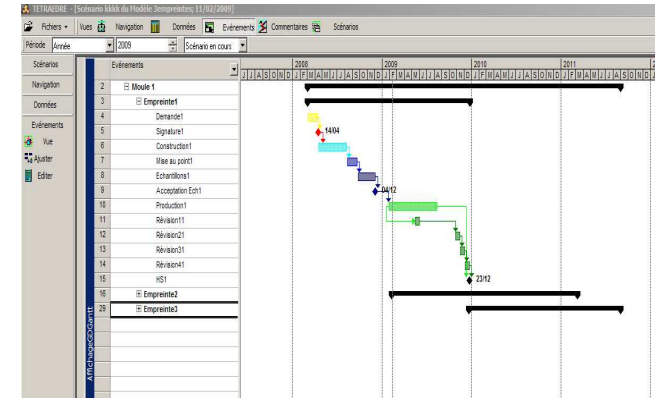 TETRAEDRE - [Scénario kkkk du Modèle 3empreintes; 11/02/2009]
Fichiers Vues Navigation Données Evénements Commentaires Scénarios
Période Année 2009 Scénario en cours
Scénarios
Navigation
Données
Evénements
Vue
Ajuster
Editer
AffichageGDGantt
Evénements
2008 2009 2010 2011
J J A S O N D J F M A M J J A S O N D J F M A M J J A S O N D J F M A M J J A S O N D J F M A M J J A S O N D
2 Moule 1
3 Empreinte1
4 Demande1
5 Signature1 14/04
6 Construction1
7 Mise au point1
8 Echantillons1
9 Acceptation Ech1 04/12
10 Production1
11 Révision11
12 Révision21
13 Révision31
14 Révision41
15 HS1 23/12
16 Empreinte2
29 Empreinte3